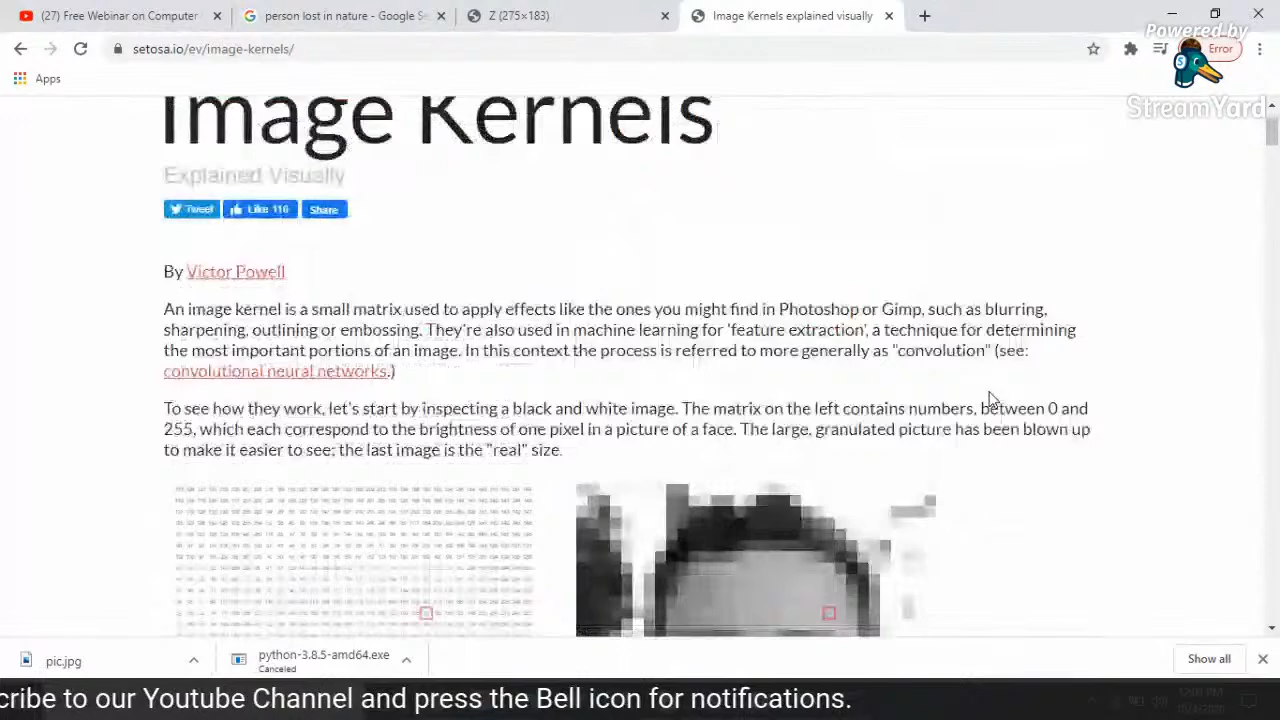 (27) Free Webinar on Computer
person lost in nature - Google Se
Z (275×183)
Image Kernels explained visually
Powered by
StreamYard
setosa.io/ev/image-kernels/
Error
Apps
Image Kernels
Explained Visually
Tweet
Like 116
Share
By Victor Powell
An image kernel is a small matrix used to apply effects like the ones you might find in Photoshop or Gimp, such as blurring,
sharpening, outlining or embossing. They're also used in machine learning for 'feature extraction', a technique for determining
the most important portions of an image. In this context the process is referred to more generally as "convolution" (see:
convolutional neural networks.)
To see how they work, let's start by inspecting a black and white image. The matrix on the left contains numbers, between 0 and
255, which each correspond to the brightness of one pixel in a picture of a face. The large, granulated picture has been blown up
to make it easier to see; the last image is the "real" size.
pic.jpg
python-3.8.5-amd64.exe
Canceled
Show all
cribe to our Youtube Channel and press the Bell icon for notifications.